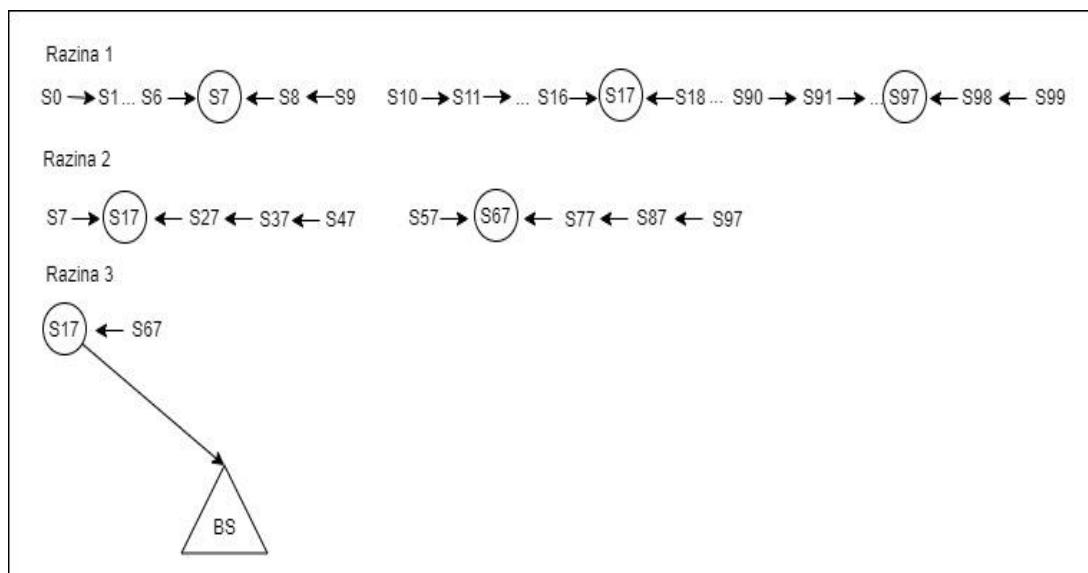 Razina 1
S0 S1 ... S6 S7 S8 S9 S10 S11 ... S16 S17 S18 ... S90 S91 ... S97 S98 S99
Razina 2
S7 S17 S27 S37 S47 S57 S67 S77 S87 S97
Razina 3
S17 S67
BS